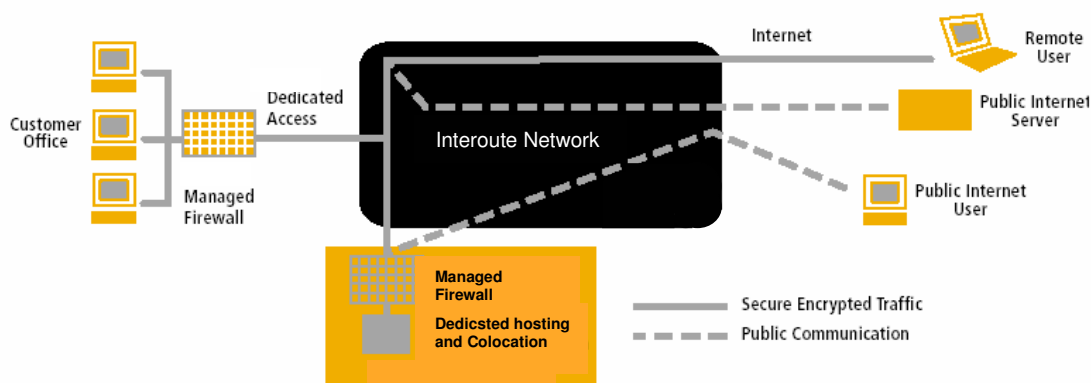 Customer
Office
Managed
Firewall
Dedicated
Access
Interoute Network
Internet
Remote
User
Public Internet
Server
Public Internet
User
Managed
Firewall
Dedicsted hosting
and Colocation
Secure Encrypted Traffic
Public Communication